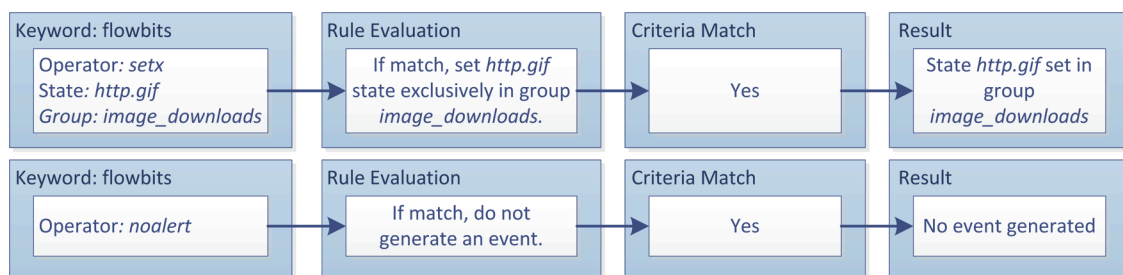 Keyword: flowbits
Operator: setx
State: http.gif
Group: image_downloads
Rule Evaluation
If match, set http.gif
state exclusively in group
image_downloads.
Criteria Match
Yes
Result
State http.gif set in
group
image_downloads
Keyword: flowbits
Operator: noalert
Rule Evaluation
If match, do not
generate an event.
Criteria Match
Yes
Result
No event generated